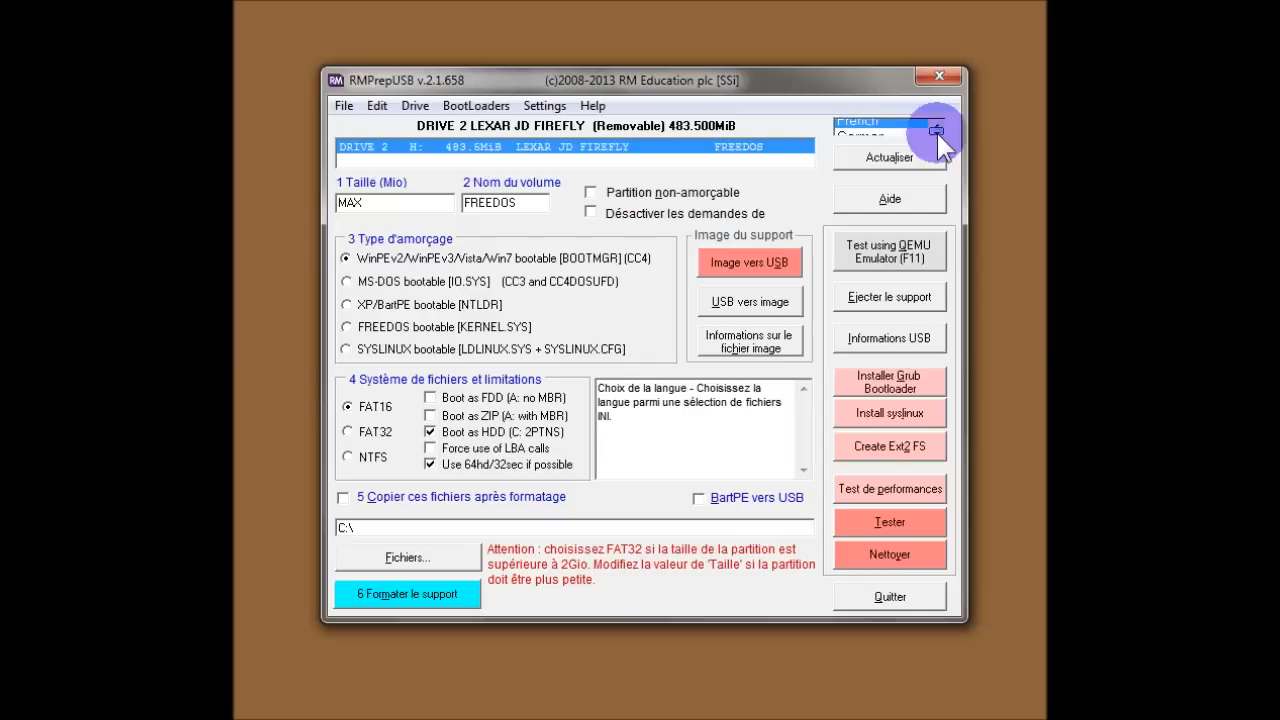 RM RMPrepUSB v.2.1.658 (c)2008-2013 RM Education plc [SSi]
File Edit Drive BootLoaders Settings Help
DRIVE 2 LEXAR JD FIREFLY (Removable) 483.500MiB
French
German
DRIVE 2 H: 483.5MiB LEXAR JD FIREFLY FREEDOS
Actualiser
1 Taille (Mio) 2 Nom du volume
Partition non-amorçable
MAX FREEDOS
Désactiver les demandes de
Aide
3 Type d'amorçage
WinPEv2/WinPEv3/Vista/Win7 bootable [BOOTMGR] (CC4)
MS-DOS bootable [IO.SYS] (CC3 and CC4DOSUFD)
XP/BartPE bootable [NTLDR]
FREEDOS bootable [KERNEL.SYS]
SYSLINUX bootable [LDLINUX.SYS + SYSLINUX.CFG]
Image du support
Image vers USB
USB vers image
Informations sur le
fichier image
Test using QEMU
Emulator (F11)
Ejecter le support
Informations USB
Installer Grub
Bootloader
Install syslinux
Create Ext2 FS
Test de performances
Tester
Nettoyer
Quitter
4 Système de fichiers et limitations
FAT16
FAT32
NTFS
Boot as FDD (A: no MBR)
Boot as ZIP (A: with MBR)
Boot as HDD (C: 2PTNS)
Force use of LBA calls
Use 64hd/32sec if possible
Choix de la langue - Choisissez la
langue parmi une sélection de fichiers
INI.
5 Copier ces fichiers après formatage
BartPE vers USB
C:\
Fichiers...
6 Formater le support
Attention : choisissez FAT32 si la taille de la partition est
supérieure à 2Gio. Modifiez la valeur de 'Taille' si la partition
doit être plus petite.